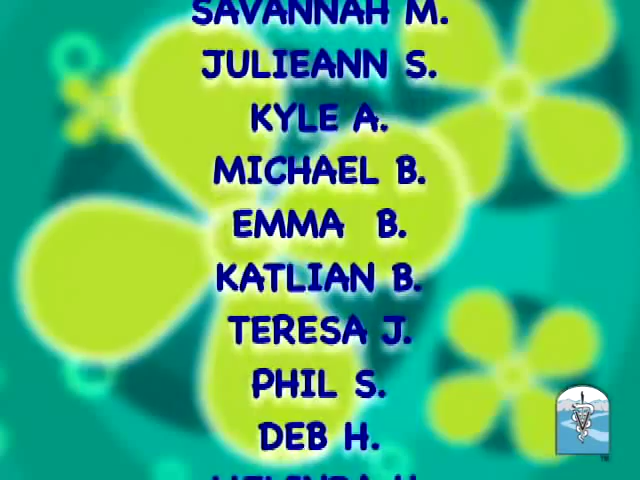 SAVANNAH M.
JULIEANN S.
KYLE A.
MICHAEL B.
EMMA B.
KATLIAN B.
TERESA J.
PHIL S.
DEB H.